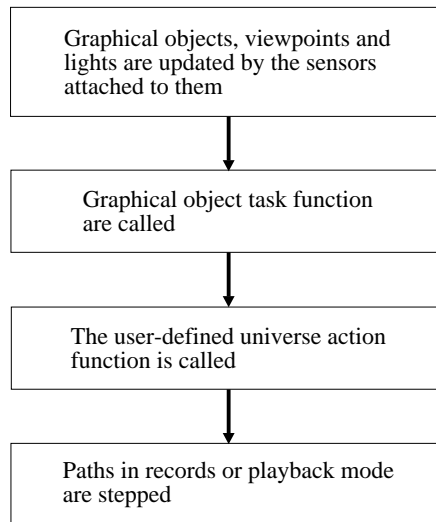 Graphical objects, viewpoints and
lights are updated by the sensors
attached to them
Graphical object task function
are called
The user-defined universe action
function is called
Paths in records or playback mode
are stepped